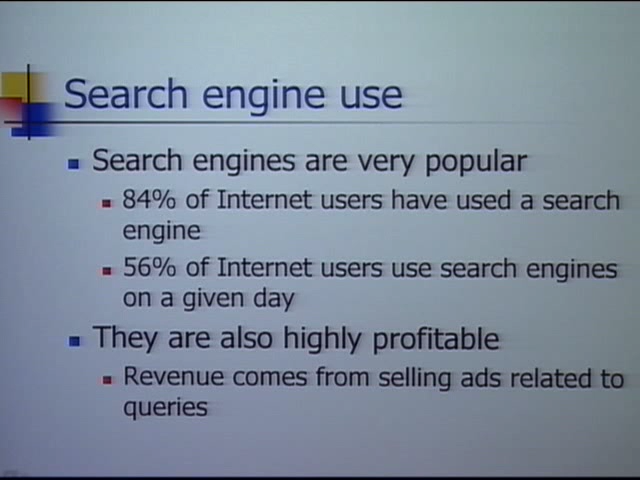 Search engine use
Search engines are very popular
84% of Internet users have used a search
engine
56% of Internet users use search engines
on a given day
They are also highly profitable
Revenue comes from selling ads related to
queries